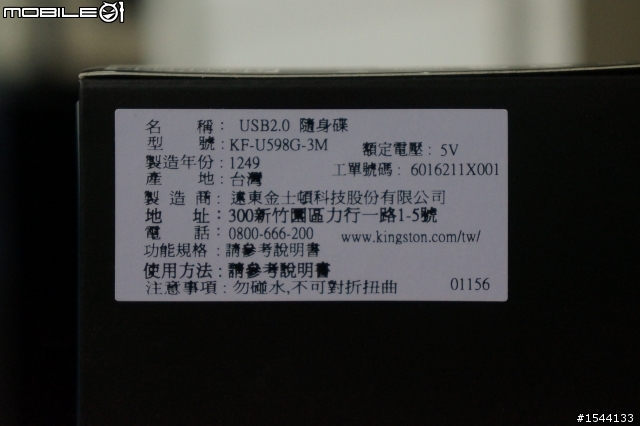 MOBILE01
名 稱： USB2.0 隨身碟
型 號： KF-U598G-3M 額定電壓：5V
製造年份：1249 工單號碼：6016211X001
產 地：台灣
製 造 商：遠東金士頓科技股份有限公司
地 址：300新竹園區力行一路1-5號
電 話：0800-666-200 www.kingston.com/tw/
功能規格：請參考說明書
使用方法：請參考說明書
注意事項：勿碰水,不可對折扭曲 01156
#1544133